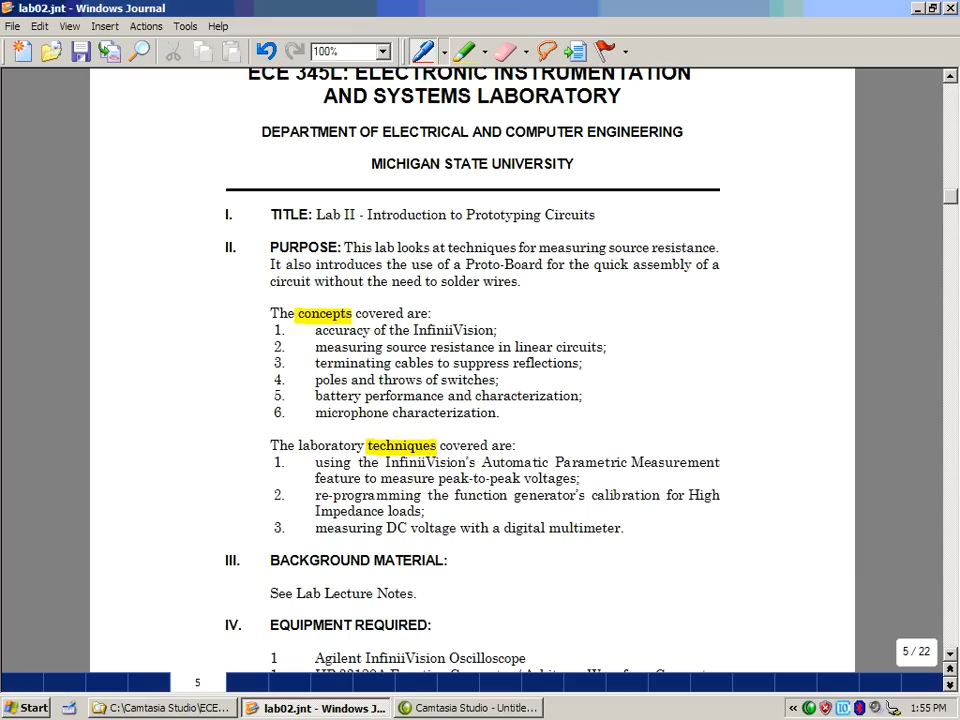 lab02.jnt - Windows Journal
File Edit View Insert Actions Tools Help
100%
ECE 345L: ELECTRONIC INSTRUMENTATION
AND SYSTEMS LABORATORY
DEPARTMENT OF ELECTRICAL AND COMPUTER ENGINEERING
MICHIGAN STATE UNIVERSITY
I. TITLE: Lab II - Introduction to Prototyping Circuits
II. PURPOSE: This lab looks at techniques for measuring source resistance.
It also introduces the use of a Proto-Board for the quick assembly of a
circuit without the need to solder wires.
The concepts covered are:
1. accuracy of the InfiniiVision;
2. measuring source resistance in linear circuits;
3. terminating cables to suppress reflections;
4. poles and throws of switches;
5. battery performance and characterization;
6. microphone characterization.
The laboratory techniques covered are:
1. using the InfiniiVision's Automatic Parametric Measurement
feature to measure peak-to-peak voltages;
2. re-programming the function generator's calibration for High
Impedance loads;
3. measuring DC voltage with a digital multimeter.
III. BACKGROUND MATERIAL:
See Lab Lecture Notes.
IV. EQUIPMENT REQUIRED:
1 Agilent InfiniiVision Oscilloscope
5 / 22
5
Start C:\Camtasia Studio\ECE... lab02.jnt - Windows J... Camtasia Studio - Untitle... 1:55 PM